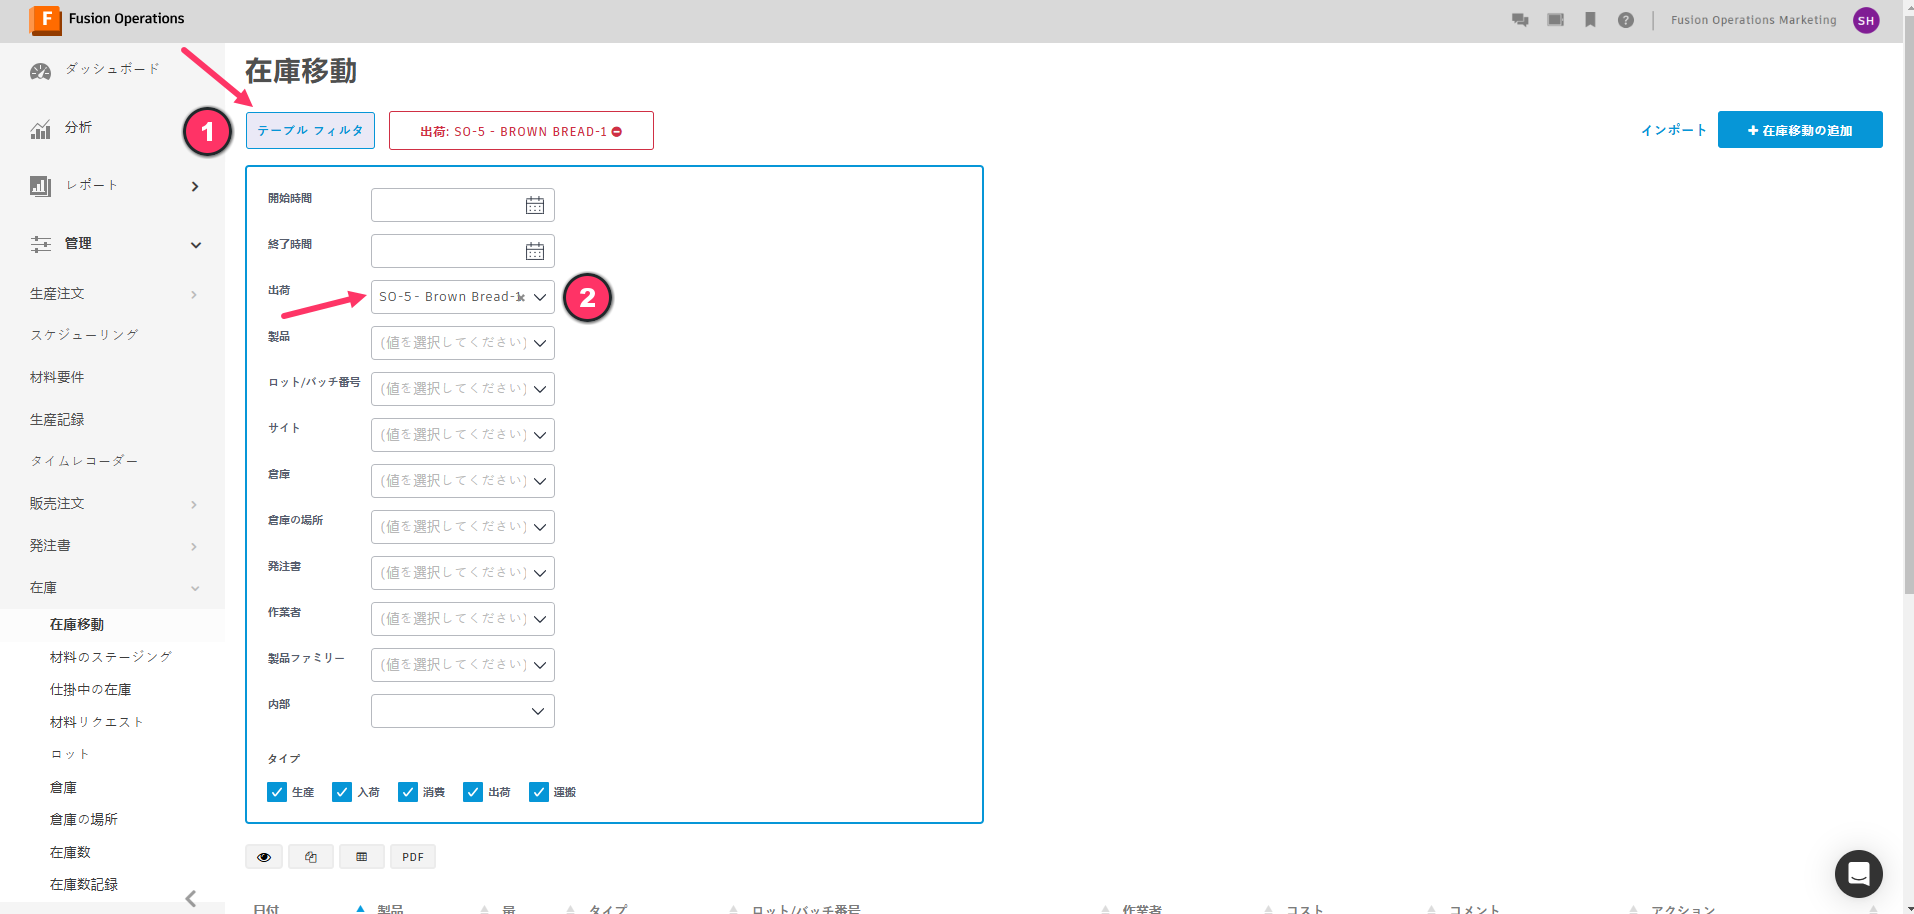 F Fusion Operations
Fusion Operations Marketing SH
ダッシュボード
分析
レポート
管理
生産注文
スケジューリング
材料要件
生産記録
タイムレコーダー
販売注文
発注書
在庫
在庫移動
材料のステージング
仕掛中の在庫
材料リクエスト
ロット
倉庫
倉庫の場所
在庫数
在庫数記録
在庫移動
1
テーブル フィルタ
出荷: SO-5 - BROWN BREAD-1
インポート
+ 在庫移動の追加
開始時間
終了時間
出荷 SO-5 - Brown Bread-1 × 2
製品 (値を選択してください)
ロット/バッチ番号 (値を選択してください)
サイト (値を選択してください)
倉庫 (値を選択してください)
倉庫の場所 (値を選択してください)
発注書 (値を選択してください)
作業者 (値を選択してください)
製品ファミリー (値を選択してください)
内部
タイプ
生産 入荷 消費 出荷 運搬
PDF
日付 製品 量 タイプ ロット/バッチ番号 作業者 コスト コメント アクション